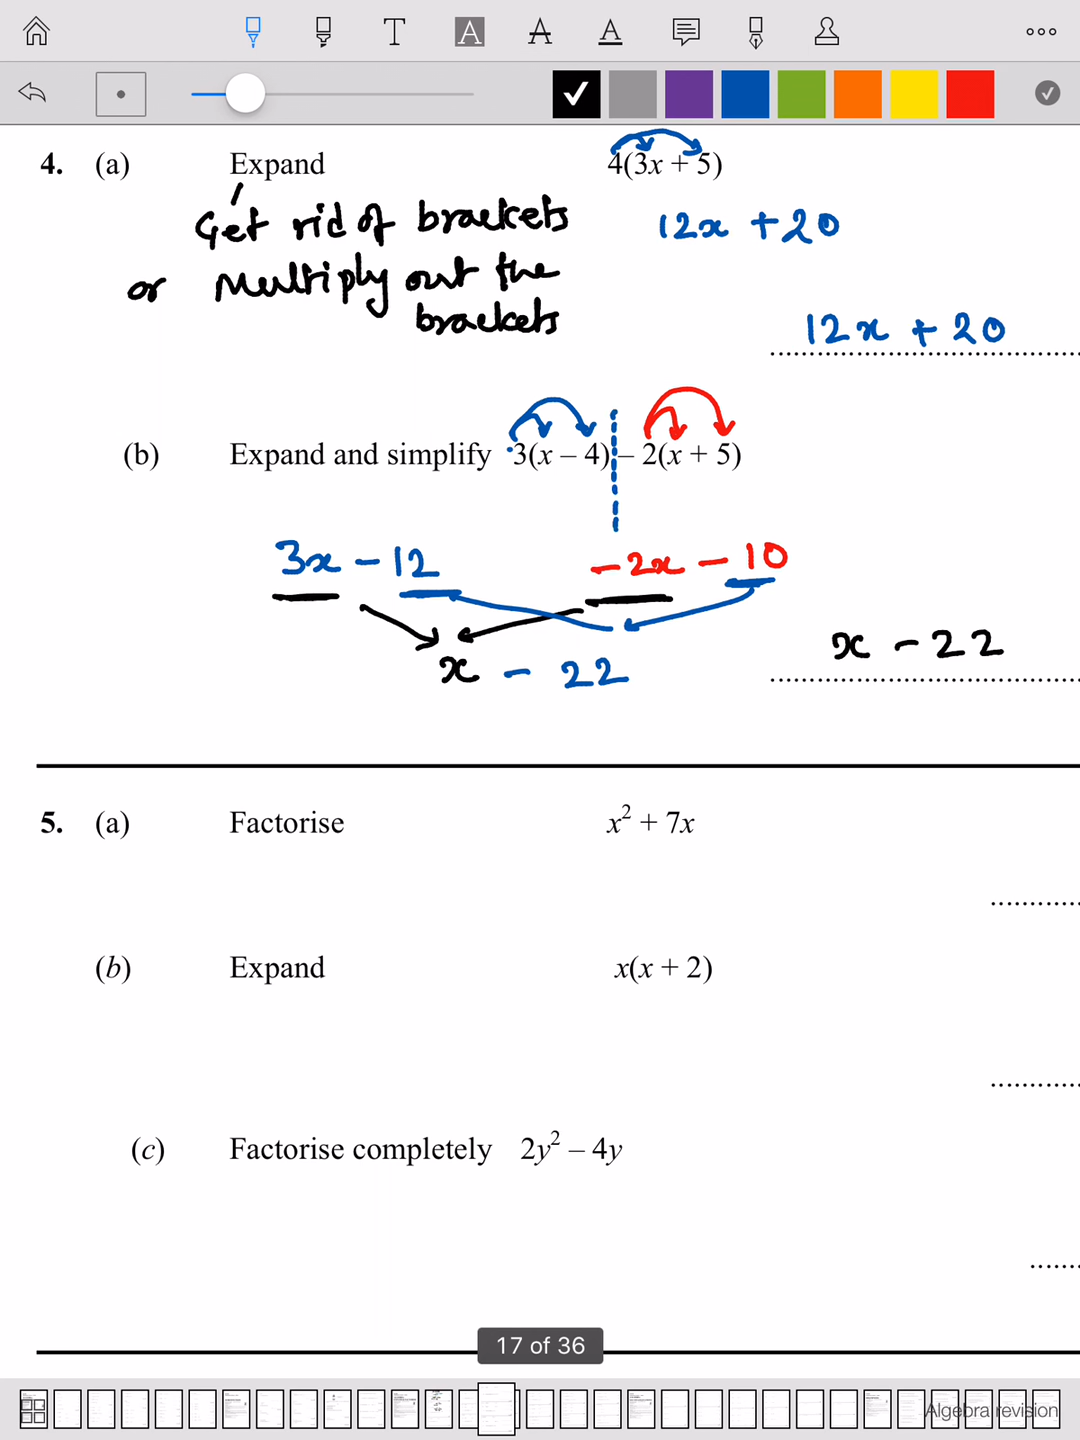 T A A A
4. (a) Expand 4(3x + 5)
Get rid of brackets 12x + 20
or Multiply out the
brackets
12x + 20
(b) Expand and simplify 3(x – 4) – 2(x + 5)
3x – 12 – 2x – 10
x – 22
x – 22
5. (a) Factorise x² + 7x
(b) Expand x(x + 2)
(c) Factorise completely 2y² – 4y
17 of 36
Algebra revision